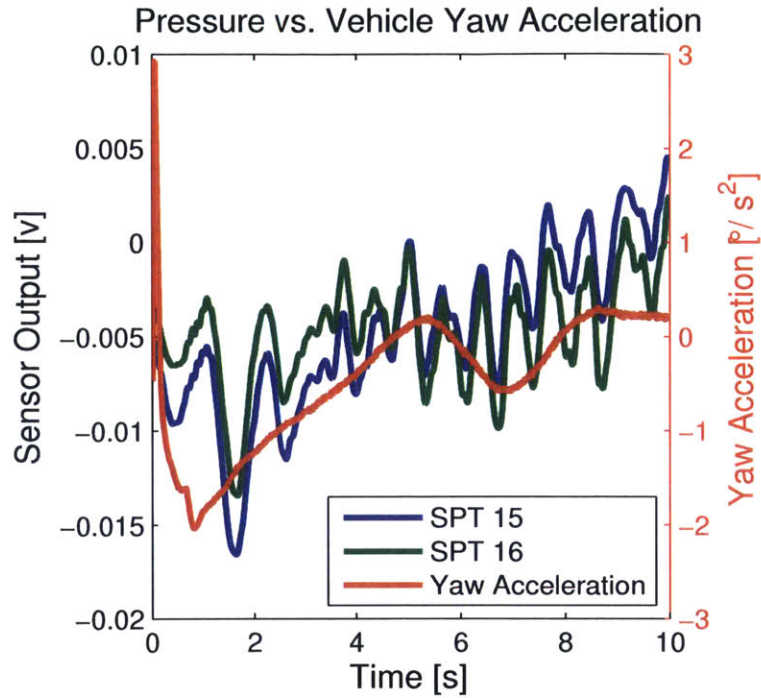 Pressure vs. Vehicle Yaw Acceleration
0.01
0.005
0
−0.005
−0.01
−0.015
−0.02
Sensor Output [v]
3
2
1
0
−1
−2
−3
Yaw Acceleration [°/ s²]
SPT 15
SPT 16
Yaw Acceleration
0
2
4
6
8
10
Time [s]